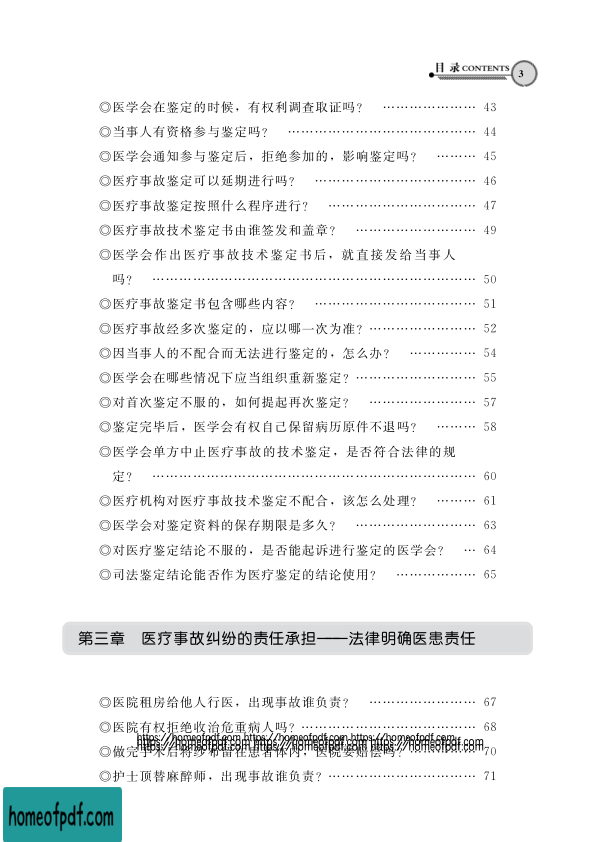 目 录 CONTENTS 3
◎医学会在鉴定的时候，有权利调查取证吗？ ………………… 43
◎当事人有资格参与鉴定吗？ …………………………………… 44
◎医学会通知参与鉴定后，拒绝参加的，影响鉴定吗？ ……… 45
◎医疗事故鉴定可以延期进行吗？ ……………………………… 46
◎医疗事故鉴定按照什么程序进行？ …………………………… 47
◎医疗事故技术鉴定书由谁签发和盖章？ ……………………… 49
◎医学会作出医疗事故技术鉴定书后，就直接发给当事人
吗？ ……………………………………………………………… 50
◎医疗事故鉴定书包含哪些内容？ ……………………………… 51
◎医疗事故经多次鉴定的，应以哪一次为准？…………………… 52
◎因当事人的不配合而无法进行鉴定的，怎么办？ …………… 54
◎医学会在哪些情况下应当组织重新鉴定？……………………… 55
◎对首次鉴定不服的，如何提起再次鉴定？ …………………… 57
◎鉴定完毕后，医学会有权自己保留病历原件不退吗？ ……… 58
◎医学会单方中止医疗事故的技术鉴定，是否符合法律的规
定？ ……………………………………………………………… 60
◎医疗机构对医疗事故技术鉴定不配合，该怎么处理？ ……… 61
◎医学会对鉴定资料的保存期限是多久？ ……………………… 63
◎对医疗鉴定结论不服的，是否能起诉进行鉴定的医学会？ … 64
◎司法鉴定结论能否作为医疗鉴定的结论使用？ ……………… 65
第三章 医疗事故纠纷的责任承担——法律明确医患责任
◎医院租房给他人行医，出现事故谁负责？ …………………… 67
◎医院有权拒绝收治危重病人吗？………………………………… 68
https://homeofpdf.com https://homeofpdf.com https://homeofpdf.com
https://homeofpdf.com https://homeofpdf.com https://homeofpdf.com
◎做完手术后将纱布留在患者体内，医院要赔偿吗？ ………… 70
https://homeofpdf.com https://homeofpdf.com https://homeofpdf.com
◎护士顶替麻醉师，出现事故谁负责？…………………………… 71
homeofpdf.com